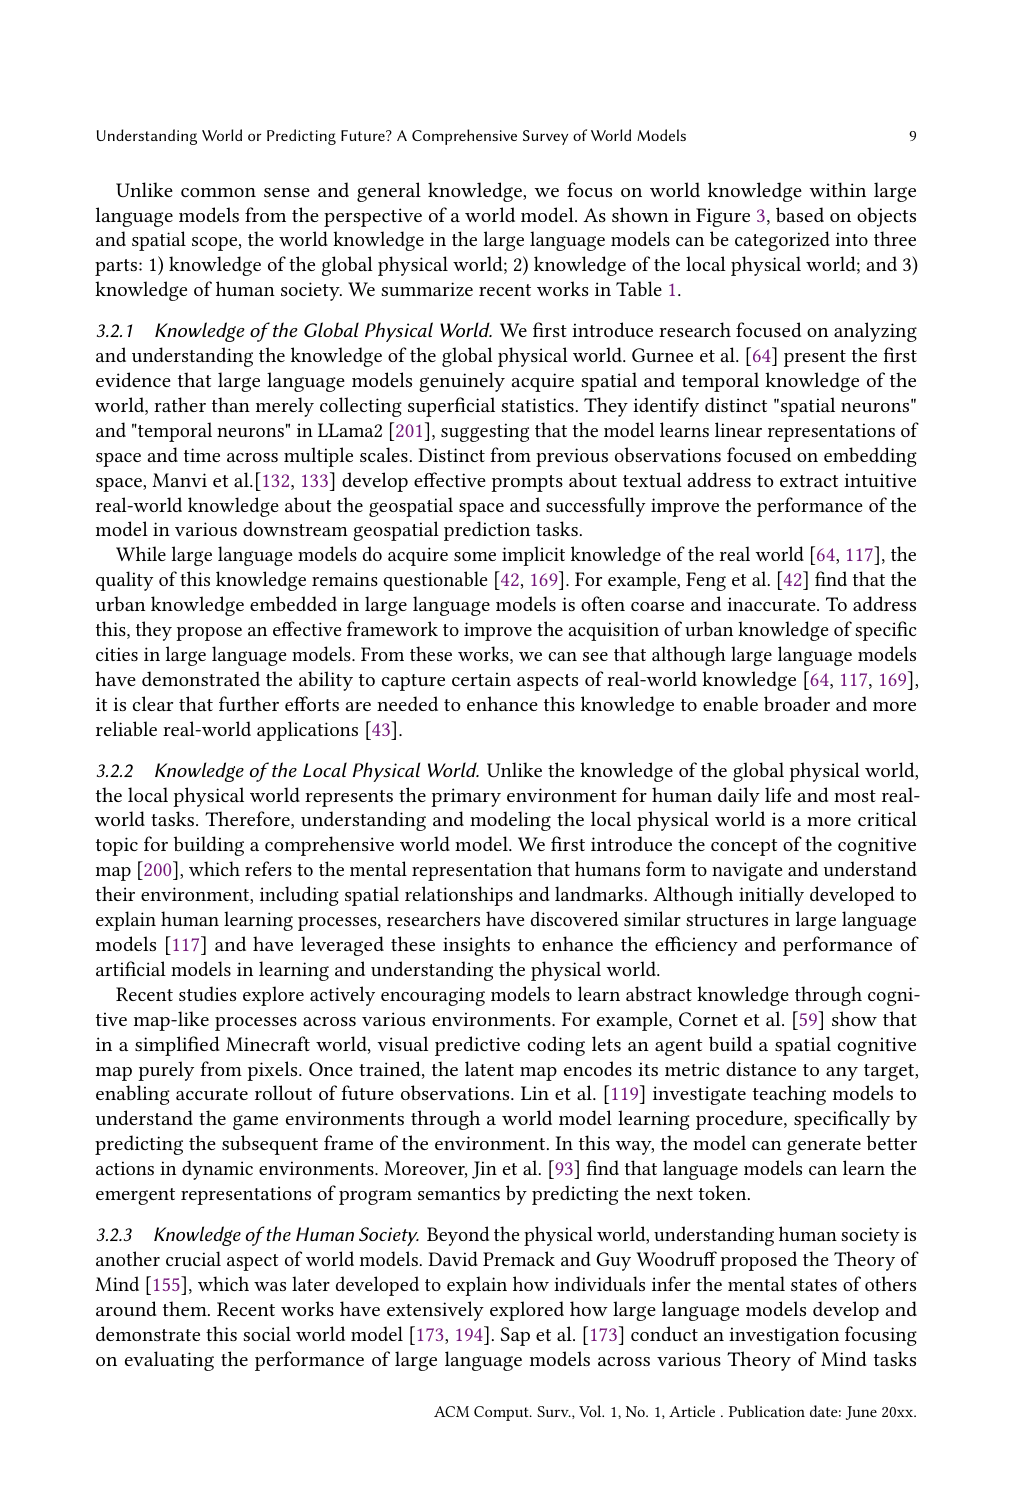 Understanding World or Predicting Future? A Comprehensive Survey of World Models 9
Unlike common sense and general knowledge, we focus on world knowledge within large
language models from the perspective of a world model. As shown in Figure 3, based on objects
and spatial scope, the world knowledge in the large language models can be categorized into three
parts: 1) knowledge of the global physical world; 2) knowledge of the local physical world; and 3)
knowledge of human society. We summarize recent works in Table 1.
3.2.1 Knowledge of the Global Physical World. We first introduce research focused on analyzing
and understanding the knowledge of the global physical world. Gurnee et al. [64] present the first
evidence that large language models genuinely acquire spatial and temporal knowledge of the
world, rather than merely collecting superficial statistics. They identify distinct "spatial neurons"
and "temporal neurons" in LLama2 [201], suggesting that the model learns linear representations of
space and time across multiple scales. Distinct from previous observations focused on embedding
space, Manvi et al.[132, 133] develop effective prompts about textual address to extract intuitive
real-world knowledge about the geospatial space and successfully improve the performance of the
model in various downstream geospatial prediction tasks.
While large language models do acquire some implicit knowledge of the real world [64, 117], the
quality of this knowledge remains questionable [42, 169]. For example, Feng et al. [42] find that the
urban knowledge embedded in large language models is often coarse and inaccurate. To address
this, they propose an effective framework to improve the acquisition of urban knowledge of specific
cities in large language models. From these works, we can see that although large language models
have demonstrated the ability to capture certain aspects of real-world knowledge [64, 117, 169],
it is clear that further efforts are needed to enhance this knowledge to enable broader and more
reliable real-world applications [43].
3.2.2 Knowledge of the Local Physical World. Unlike the knowledge of the global physical world,
the local physical world represents the primary environment for human daily life and most real-
world tasks. Therefore, understanding and modeling the local physical world is a more critical
topic for building a comprehensive world model. We first introduce the concept of the cognitive
map [200], which refers to the mental representation that humans form to navigate and understand
their environment, including spatial relationships and landmarks. Although initially developed to
explain human learning processes, researchers have discovered similar structures in large language
models [117] and have leveraged these insights to enhance the efficiency and performance of
artificial models in learning and understanding the physical world.
Recent studies explore actively encouraging models to learn abstract knowledge through cogni-
tive map-like processes across various environments. For example, Cornet et al. [59] show that
in a simplified Minecraft world, visual predictive coding lets an agent build a spatial cognitive
map purely from pixels. Once trained, the latent map encodes its metric distance to any target,
enabling accurate rollout of future observations. Lin et al. [119] investigate teaching models to
understand the game environments through a world model learning procedure, specifically by
predicting the subsequent frame of the environment. In this way, the model can generate better
actions in dynamic environments. Moreover, Jin et al. [93] find that language models can learn the
emergent representations of program semantics by predicting the next token.
3.2.3 Knowledge of the Human Society. Beyond the physical world, understanding human society is
another crucial aspect of world models. David Premack and Guy Woodruff proposed the Theory of
Mind [155], which was later developed to explain how individuals infer the mental states of others
around them. Recent works have extensively explored how large language models develop and
demonstrate this social world model [173, 194]. Sap et al. [173] conduct an investigation focusing
on evaluating the performance of large language models across various Theory of Mind tasks
ACM Comput. Surv., Vol. 1, No. 1, Article . Publication date: June 20xx.